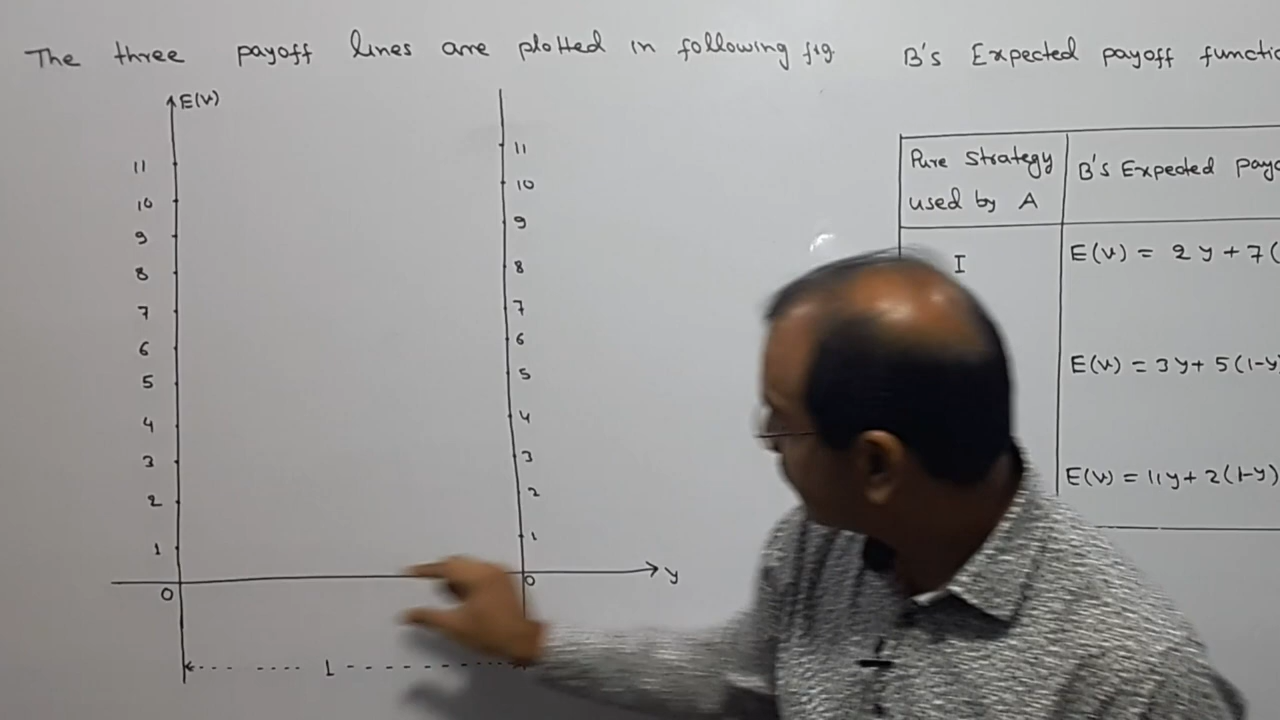 The three payoff lines are plotted in following fig.
E(v)
11
10
9
8
7
6
5
4
3
2
1
0
11
10
9
8
7
6
5
4
3
2
1
0
y
1
B's Expected payoff
Pure strategy
used by A
B's Expected
I
E(v) = 2y + 7(
E(v) = 3y + 5(1-y
E(v) = 11y + 2(1-y)